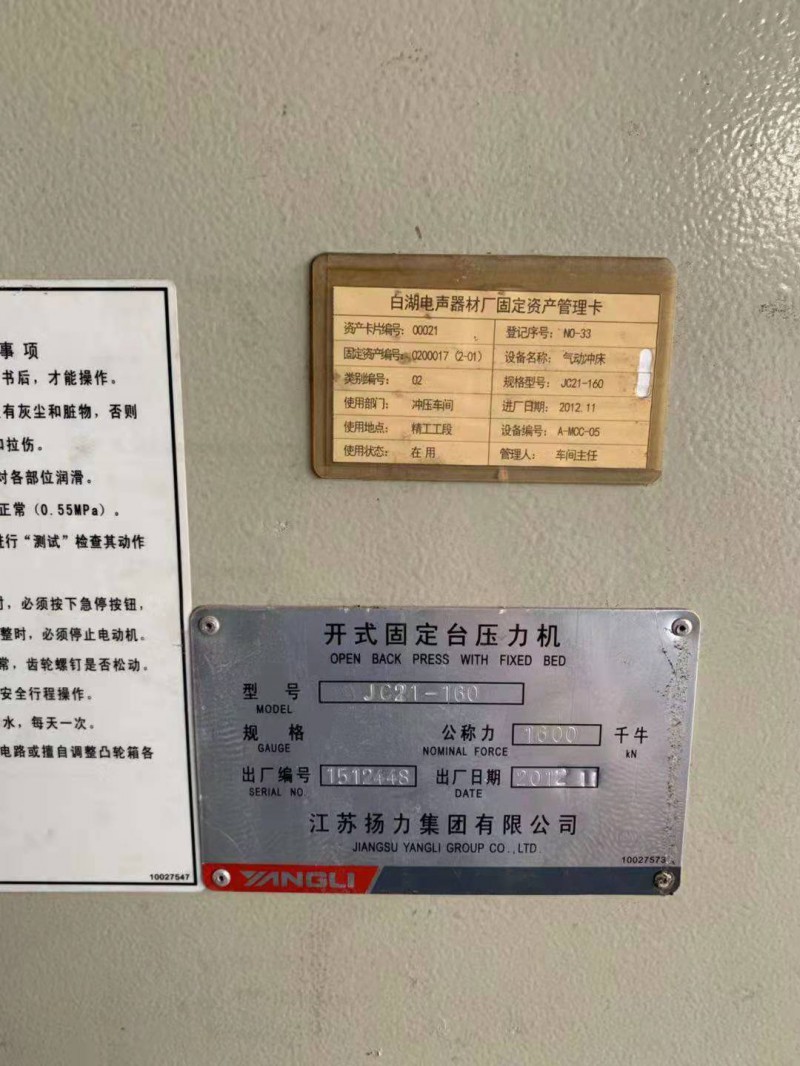 事项
书后，才能操作。
有灰尘和脏物，否则
和拉伤。
对各部位润滑。
正常（0.55MPa）。
进行“测试”检查其动作
时，必须按下急停按钮，
整时，必须停止电动机。
常，齿轮螺钉是否松动。
安全行程操作。
水，每天一次。
电路或擅自调整凸轮箱各
10027547
白湖电声器材厂固定资产管理卡
资产卡片编号： 00021 登记序号： NO-33
固定资产编号： 0200017（2-01） 设备名称： 气动冲床
类别编号： 02 规格型号： JC21-160
使用部门： 冲压车间 进厂日期： 2012.11
使用地点： 精工工段 设备编号： A-MCC-05
使用状态： 在用 管理人： 车间主任
开式固定台压力机
OPEN BACK PRESS WITH FIXED BED
型号 JC21-160
MODEL
规格 公称力 1600 千牛
GAUGE NOMINAL FORCE kN
出厂编号 1512448 出厂日期 2012.11
SERIAL NO. DATE
江苏扬力集团有限公司
JIANGSU YANGLI GROUP CO.,LTD.
10027573
YANGLI